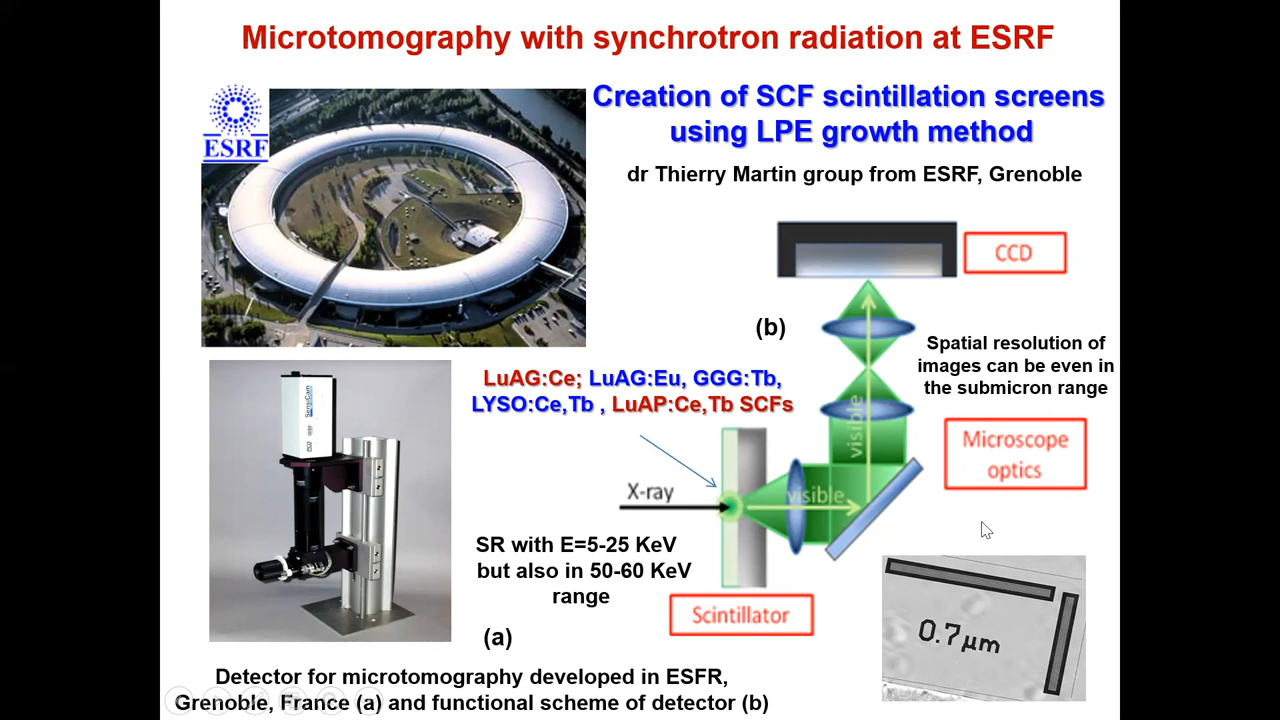 Microtomography with synchrotron radiation at ESRF
ESRF
Creation of SCF scintillation screens
using LPE growth method
dr Thierry Martin group from ESRF, Grenoble
CCD
(b)
Spatial resolution of
images can be even in
the submicron range
LuAG:Ce; LuAG:Eu, GGG:Tb,
LYSO:Ce,Tb , LuAP:Ce,Tb SCFs
SensiCam
visible
Microscope
optics
X-ray
visible
SR with E=5-25 KeV
but also in 50-60 KeV
range
Scintillator
0.7µm
(a)
Detector for microtomography developed in ESFR,
Grenoble, France (a) and functional scheme of detector (b)